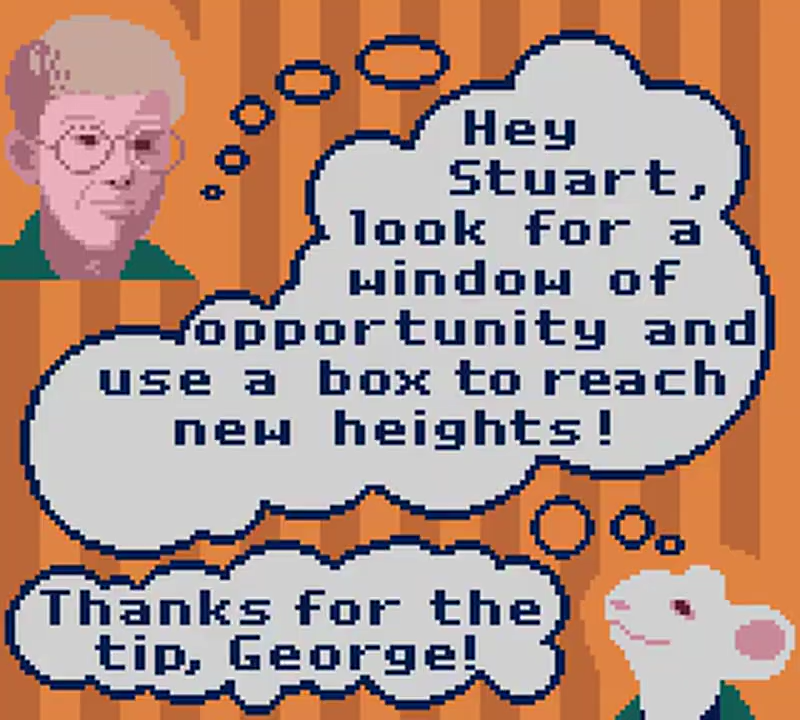 Hey
Stuart,
look for a
window of
opportunity and
use a box to reach
new heights!
Thanks for the
tip, George!